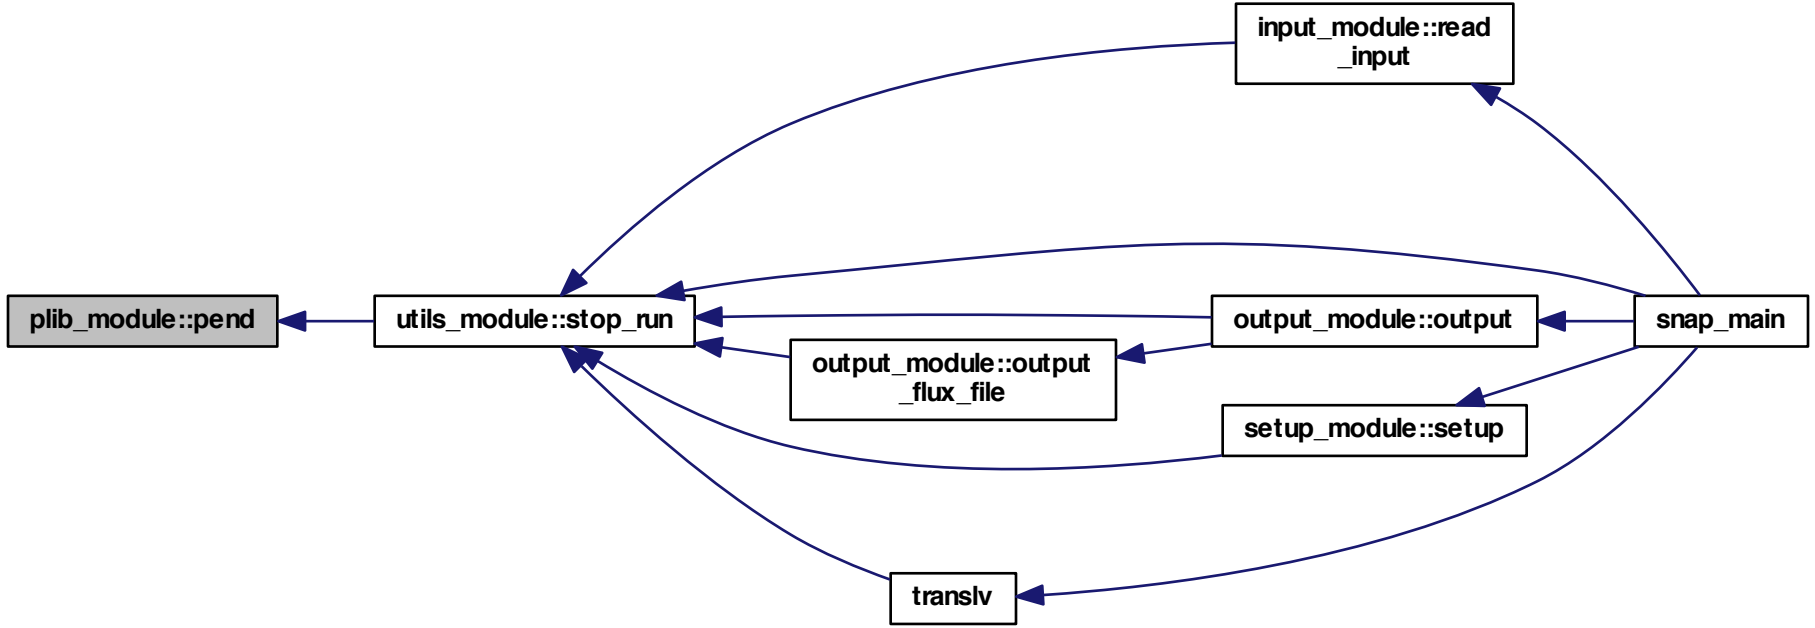 input_module::read
_input
plib_module::pend
utils_module::stop_run
output_module::output
snap_main
output_module::output
_flux_file
setup_module::setup
translv